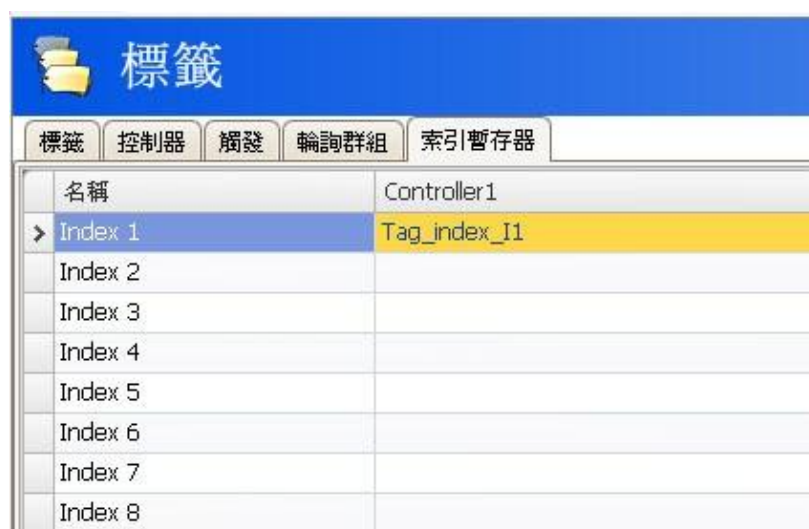 標籤
標籤 控制器 觸發 輪詢群組 索引暫存器
名稱 Controller1
Index 1 Tag_index_I1
Index 2
Index 3
Index 4
Index 5
Index 6
Index 7
Index 8